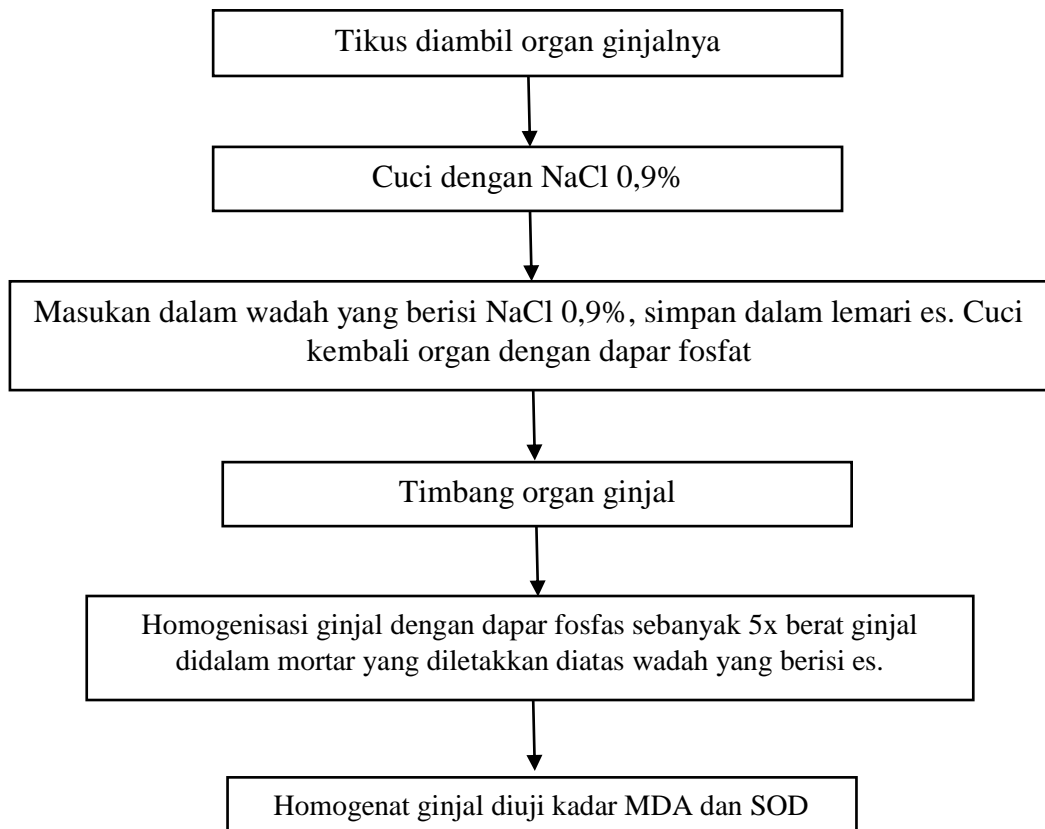 Tikus diambil organ ginjalnya
Cuci dengan NaCl 0,9%
Masukan dalam wadah yang berisi NaCl 0,9%, simpan dalam lemari es. Cuci
kembali organ dengan dapar fosfat
Timbang organ ginjal
Homogenisasi ginjal dengan dapar fosfas sebanyak 5x berat ginjal
didalam mortar yang diletakkan diatas wadah yang berisi es.
Homogenat ginjal diuji kadar MDA dan SOD